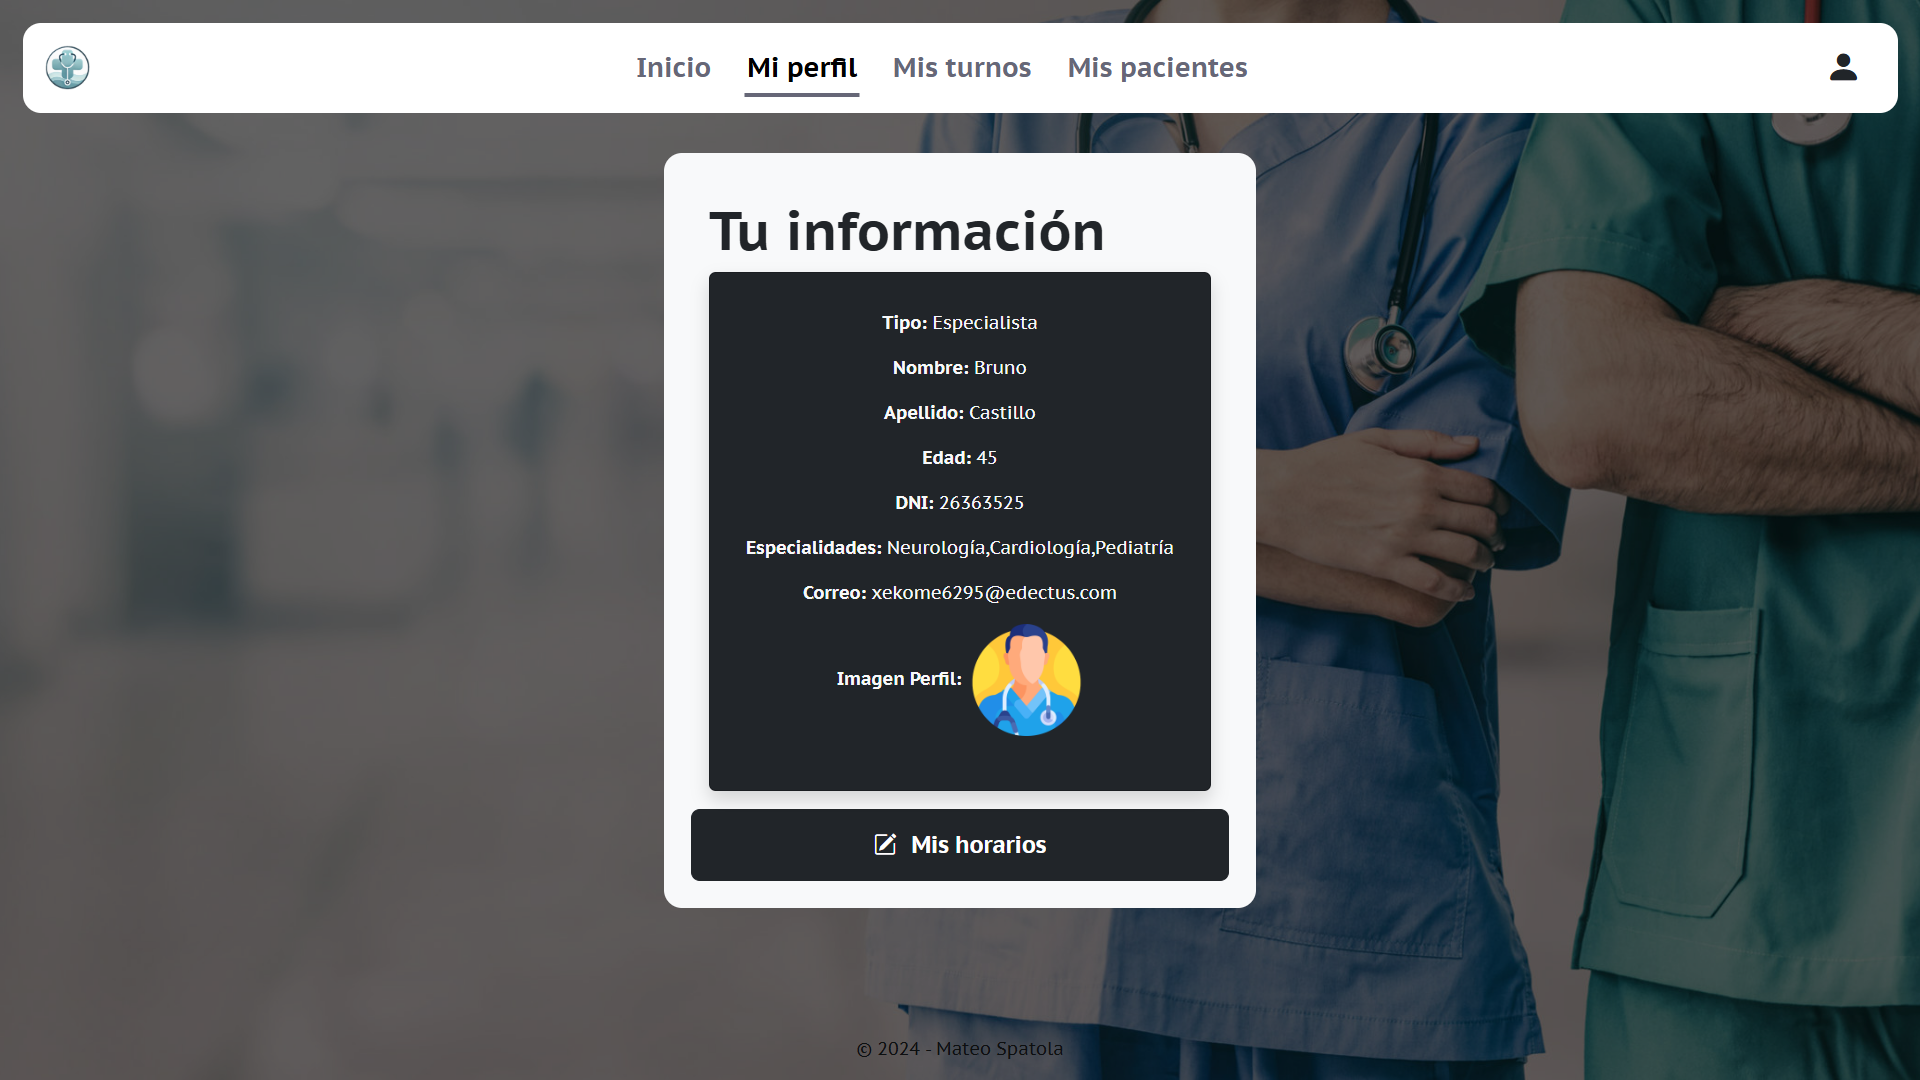 Inicio
Mi perfil
Mis turnos
Mis pacientes
Tu información
Tipo: Especialista
Nombre: Bruno
Apellido: Castillo
Edad: 45
DNI: 26363525
Especialidades: Neurología,Cardiología,Pediatría
Correo: xekome6295@edectus.com
Imagen Perfil:
Mis horarios
© 2024 - Mateo Spatola